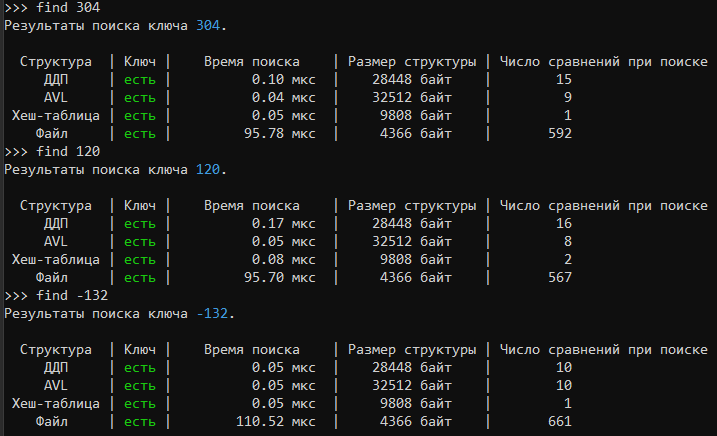 >>> find 304
Результаты поиска ключа 304.
Структура | Ключ | Время поиска | Размер структуры | Число сравнений при поиске
ДДП | есть | 0.10 мкс | 28448 байт | 15
AVL | есть | 0.04 мкс | 32512 байт | 9
Хеш-таблица | есть | 0.05 мкс | 9808 байт | 1
Файл | есть | 95.78 мкс | 4366 байт | 592
>>> find 120
Результаты поиска ключа 120.
Структура | Ключ | Время поиска | Размер структуры | Число сравнений при поиске
ДДП | есть | 0.17 мкс | 28448 байт | 16
AVL | есть | 0.05 мкс | 32512 байт | 8
Хеш-таблица | есть | 0.08 мкс | 9808 байт | 2
Файл | есть | 95.70 мкс | 4366 байт | 567
>>> find -132
Результаты поиска ключа -132.
Структура | Ключ | Время поиска | Размер структуры | Число сравнений при поиске
ДДП | есть | 0.05 мкс | 28448 байт | 10
AVL | есть | 0.05 мкс | 32512 байт | 10
Хеш-таблица | есть | 0.05 мкс | 9808 байт | 1
Файл | есть | 110.52 мкс | 4366 байт | 661